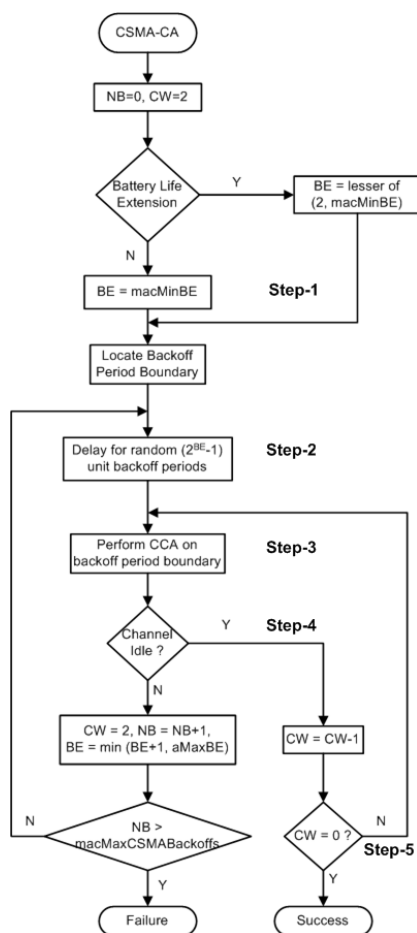 CSMA-CA
NB=0, CW=2
Battery Life
Extension
Y
BE = lesser of
(2, macMinBE)
N
BE = macMinBE
Step-1
Locate Backoff
Period Boundary
Delay for random (2^BE-1)
unit backoff periods
Step-2
Perform CCA on
backoff period boundary
Step-3
Channel
Idle ?
Y
Step-4
N
CW = 2, NB = NB+1,
BE = min (BE+1, aMaxBE)
CW = CW-1
N
NB >
macMaxCSMABackoffs
CW = 0 ?
N
Step-5
Y
Y
Failure
Success